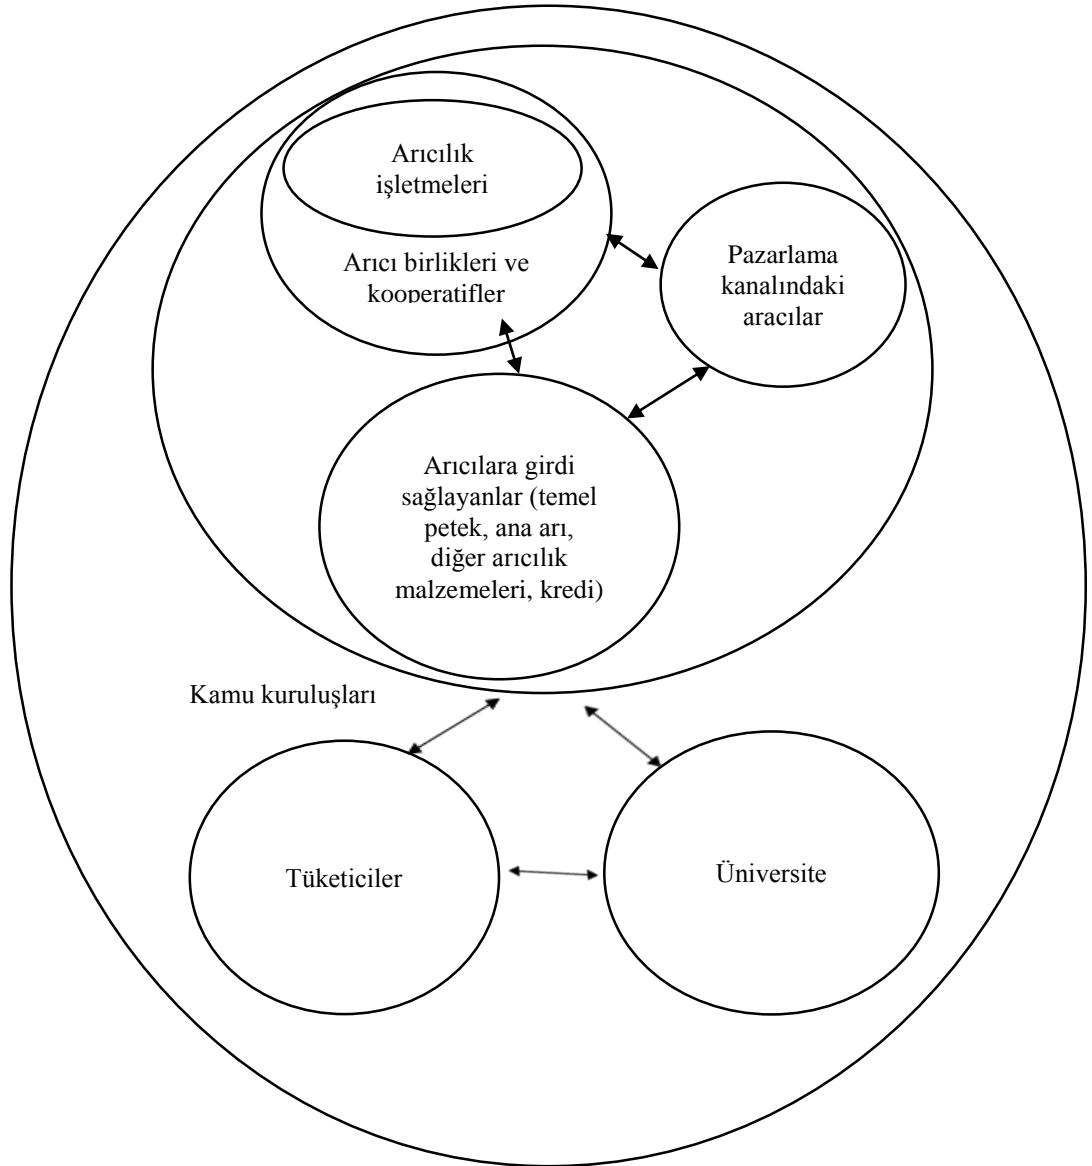 Arıcılık
işletmeleri
Arıcı birlikleri ve
kooperatifler
Pazarlama
kanalındaki
aracılar
Arıcılara girdi
sağlayanlar (temel
petek, ana arı,
diğer arıcılık
malzemeleri, kredi)
Kamu kuruluşları
Tüketiciler
Üniversite